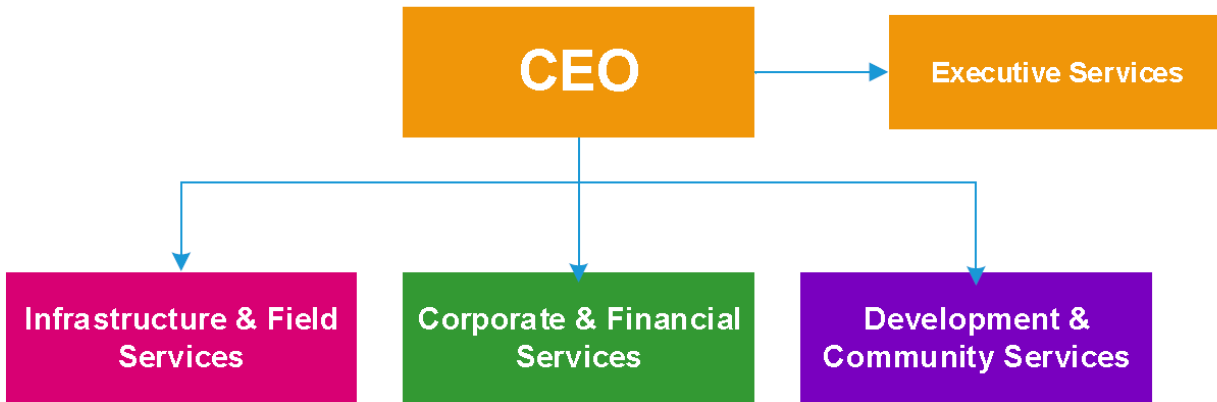 CEO
Executive Services
Infrastructure & Field
Services
Corporate & Financial
Services
Development &
Community Services